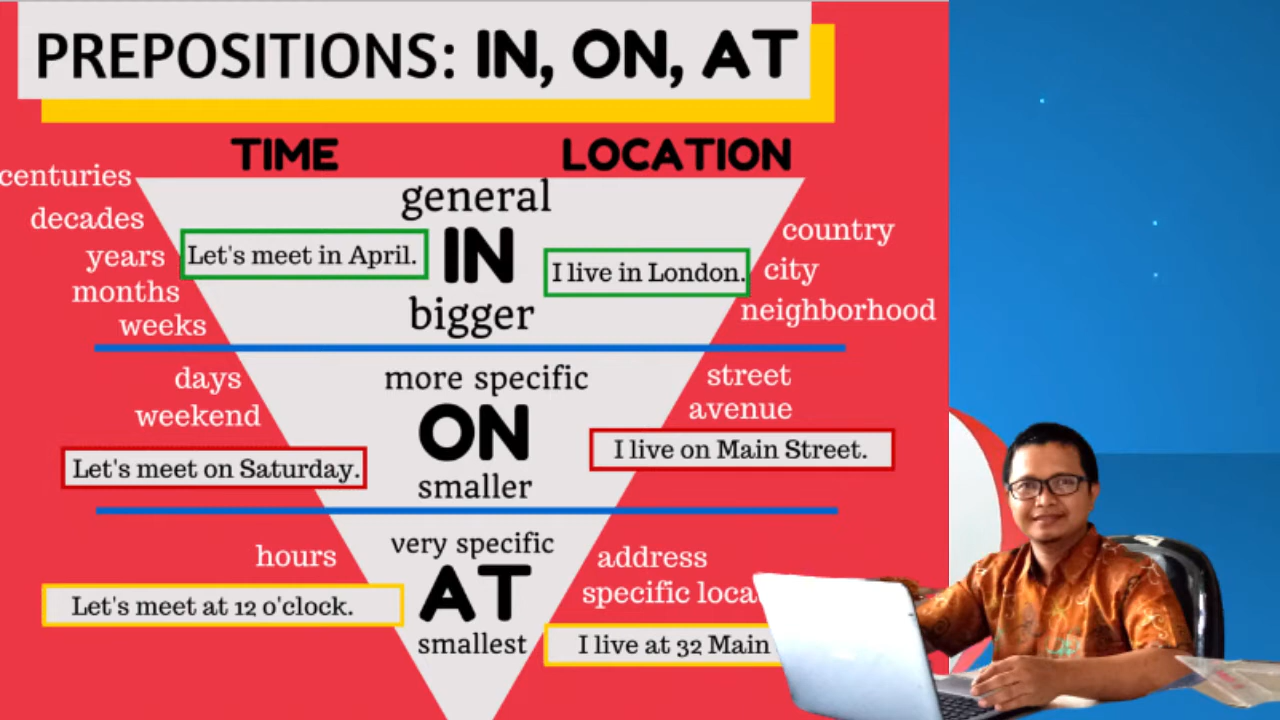 PREPOSITIONS: IN, ON, AT
TIME
LOCATION
centuries
decades
years
months
weeks
general
IN
bigger
Let's meet in April.
I live in London.
country
city
neighborhood
days
weekend
more specific
ON
smaller
street
avenue
Let's meet on Saturday.
I live on Main Street.
hours
very specific
AT
smallest
address
specific
Let's meet at 12 o'clock.
I live at 32 Main